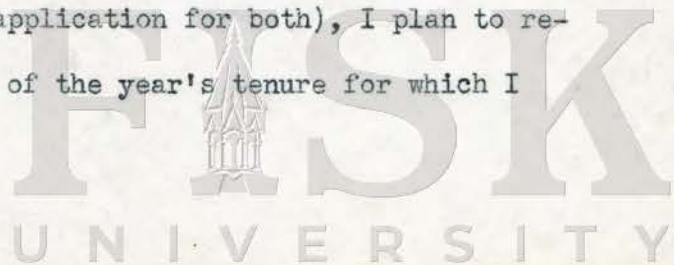 application for both), I plan to re-
of the year's tenure for which I
FISK
UNIVERSITY